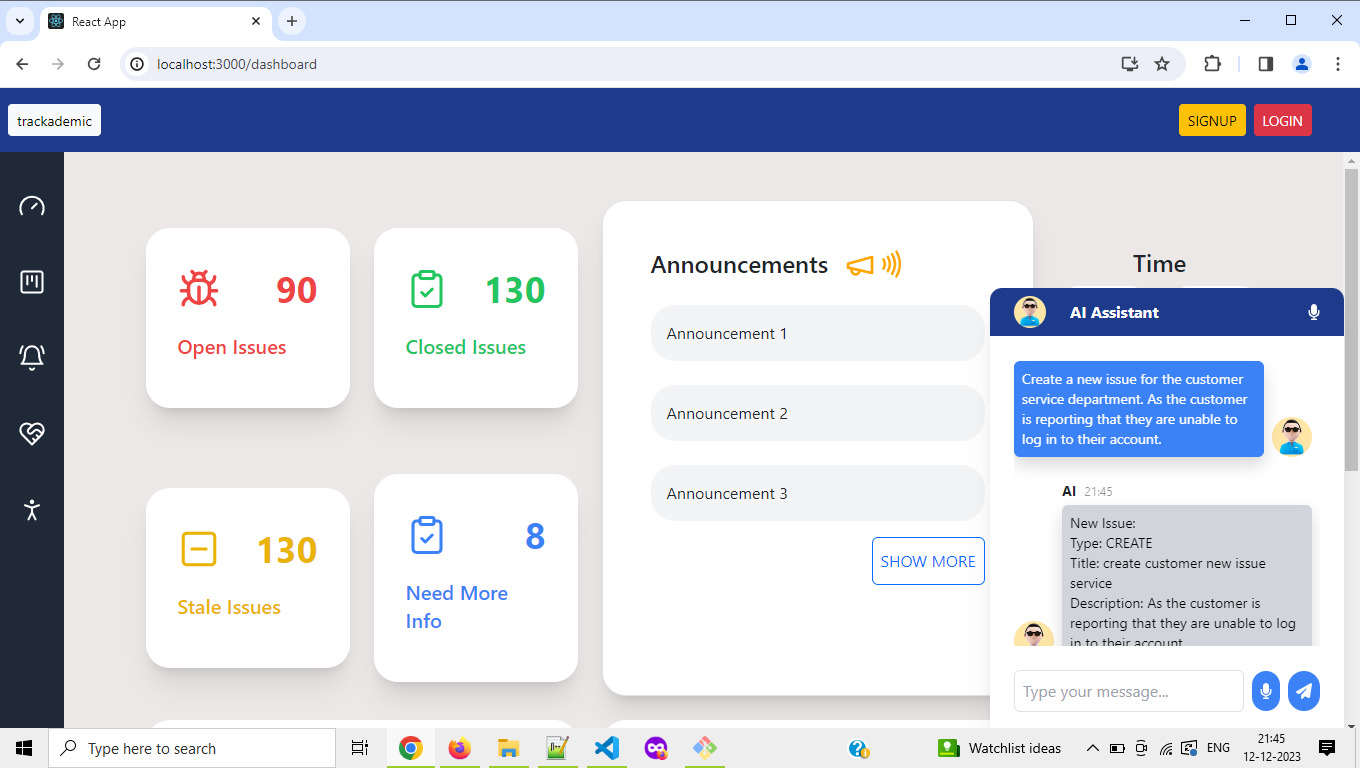 React App
localhost:3000/dashboard
trackademic
SIGNUP
LOGIN
90
Open Issues
130
Closed Issues
130
Stale Issues
8
Need More
Info
Announcements
Announcement 1
Announcement 2
Announcement 3
SHOW MORE
Time
AI Assistant
Create a new issue for the customer
service department. As the customer
is reporting that they are unable to
log in to their account.
AI 21:45
New Issue:
Type: CREATE
Title: create customer new issue
service
Description: As the customer is
reporting that they are unable to log
in to their account
Type your message...
Type here to search
Watchlist ideas
ENG
21:45
12-12-2023